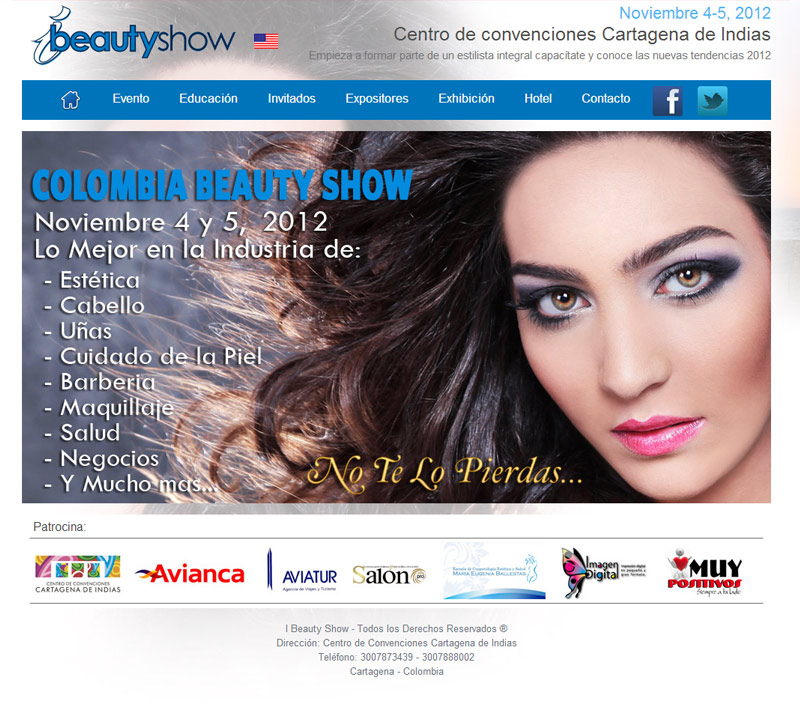 ibeautyshow
Noviembre 4-5, 2012
Centro de convenciones Cartagena de Indias
Empieza a formar parte de un estilista integral capacítate y conoce las nuevas tendencias 2012
Evento Educación Invitados Expositores Exhibición Hotel Contacto f
COLOMBIA BEAUTY SHOW
Noviembre 4 y 5, 2012
Lo Mejor en la Industria de:
- Estética
- Cabello
- Uñas
- Cuidado de la Piel
- Barberia
- Maquillaje
- Salud
- Negocios
- Y Mucho mas...
No Te Lo Pierdas...
Patrocina:
CENTRO DE CONVENCIONES
CARTAGENA DE INDIAS
Avianca
AVIATUR
Agencia de Viajes y Turismo
Salon pro
Escuela de Cosmetología Estética y Salud
MARÍA EUGENIA BALLESTAS
Imagen
Digital
impresión digital
en pequeño y
gran formato.
MUY
POSITIVOS
Siempre a tu lado
I Beauty Show - Todos los Derechos Reservados ®
Dirección: Centro de Convenciones Cartagena de Indias
Teléfono: 3007873439 - 3007888002
Cartagena - Colombia